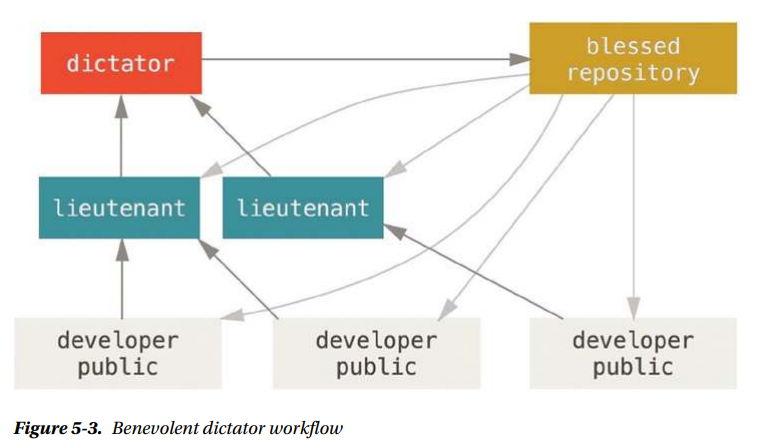 dictator
blessed
repository
lieutenant
lieutenant
developer
public
developer
public
developer
public
Figure 5-3. Benevolent dictator workflow